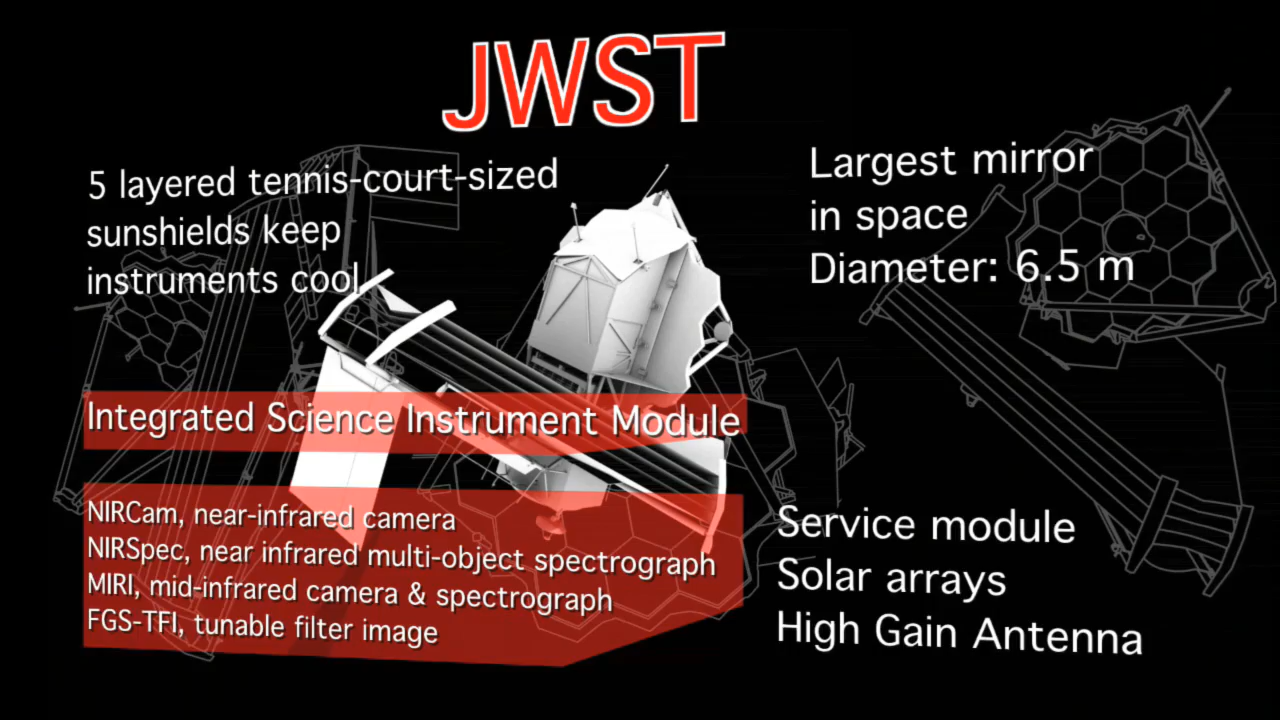 JWST
5 layered tennis-court-sized
sunshields keep
instruments cool
Largest mirror
in space
Diameter: 6.5 m
Integrated Science Instrument Module
NIRCam, near-infrared camera
NIRSpec, near infrared multi-object spectrograph
MIRI, mid-infrared camera & spectrograph
FGS-TFI, tunable filter image
Service module
Solar arrays
High Gain Antenna